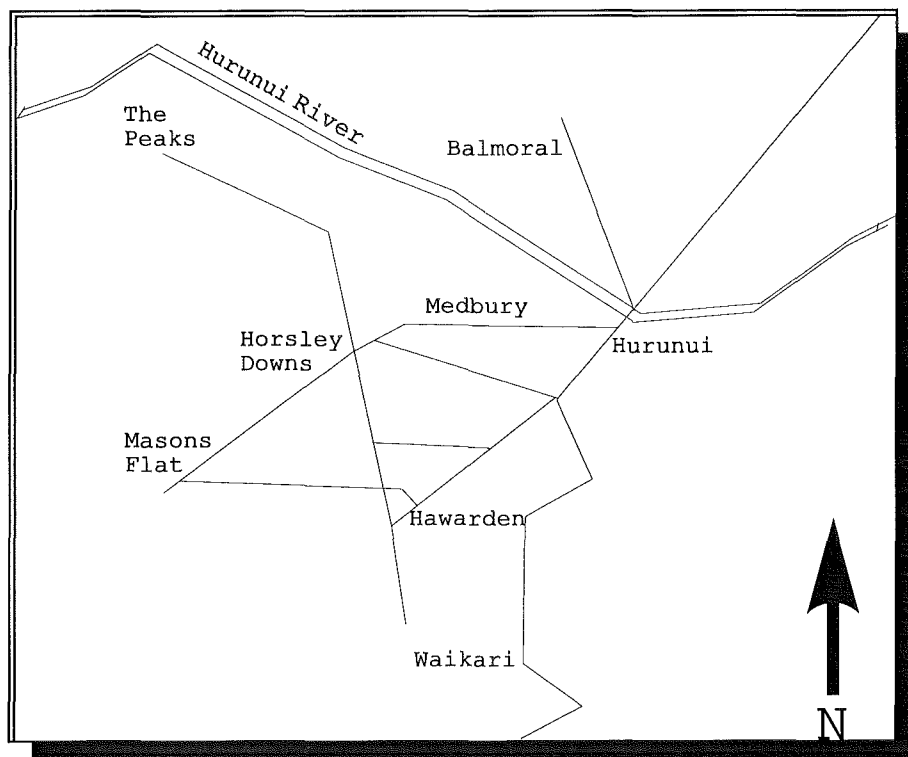 Hurunui River
The
Peaks
Balmoral
Medbury
Horsley
Downs
Hurunui
Masons
Flat
Hawarden
Waikari
N